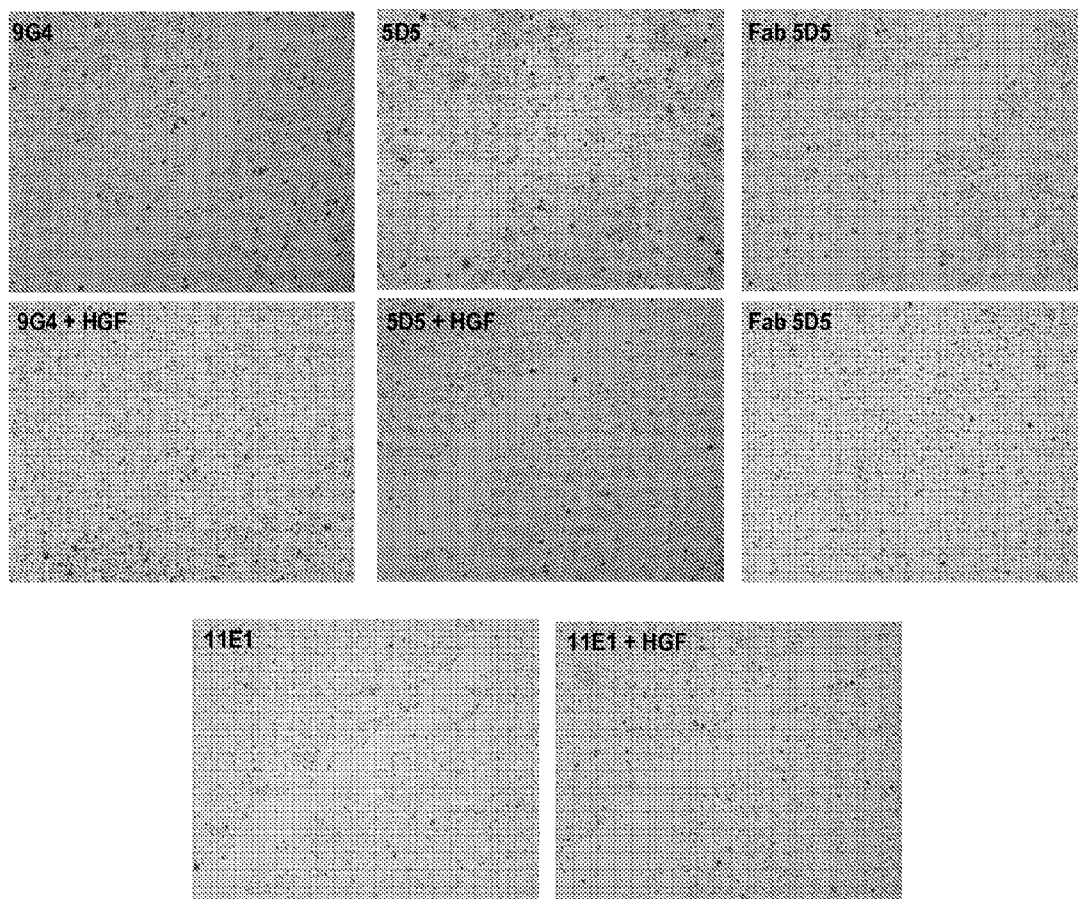 9G4
5D5
Fab 5D5
9G4 + HGF
5D5 + HGF
Fab 5D5
11E1
11E1 + HGF